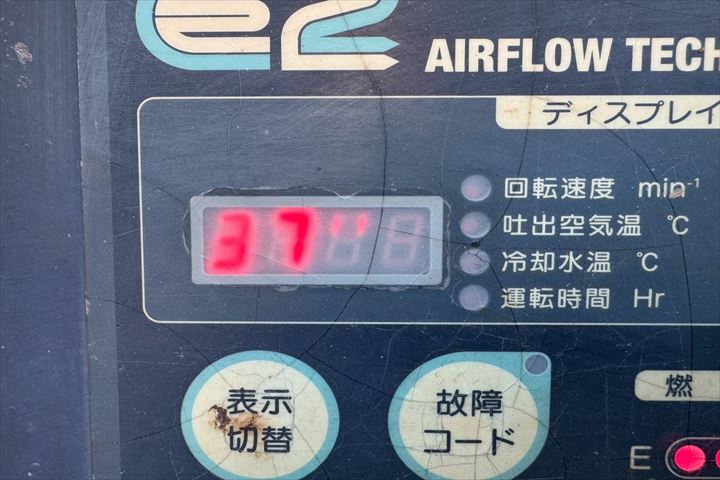 e2
AIRFLOW TECH
ディスプレイ
37
回転速度 min⁻¹
吐出空気温 ℃
冷却水温 ℃
運転時間 Hr
表示
切替
故障
コード
燃
E